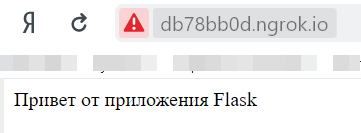 Я db78bb0d.ngrok.io
Привет от приложения Flask